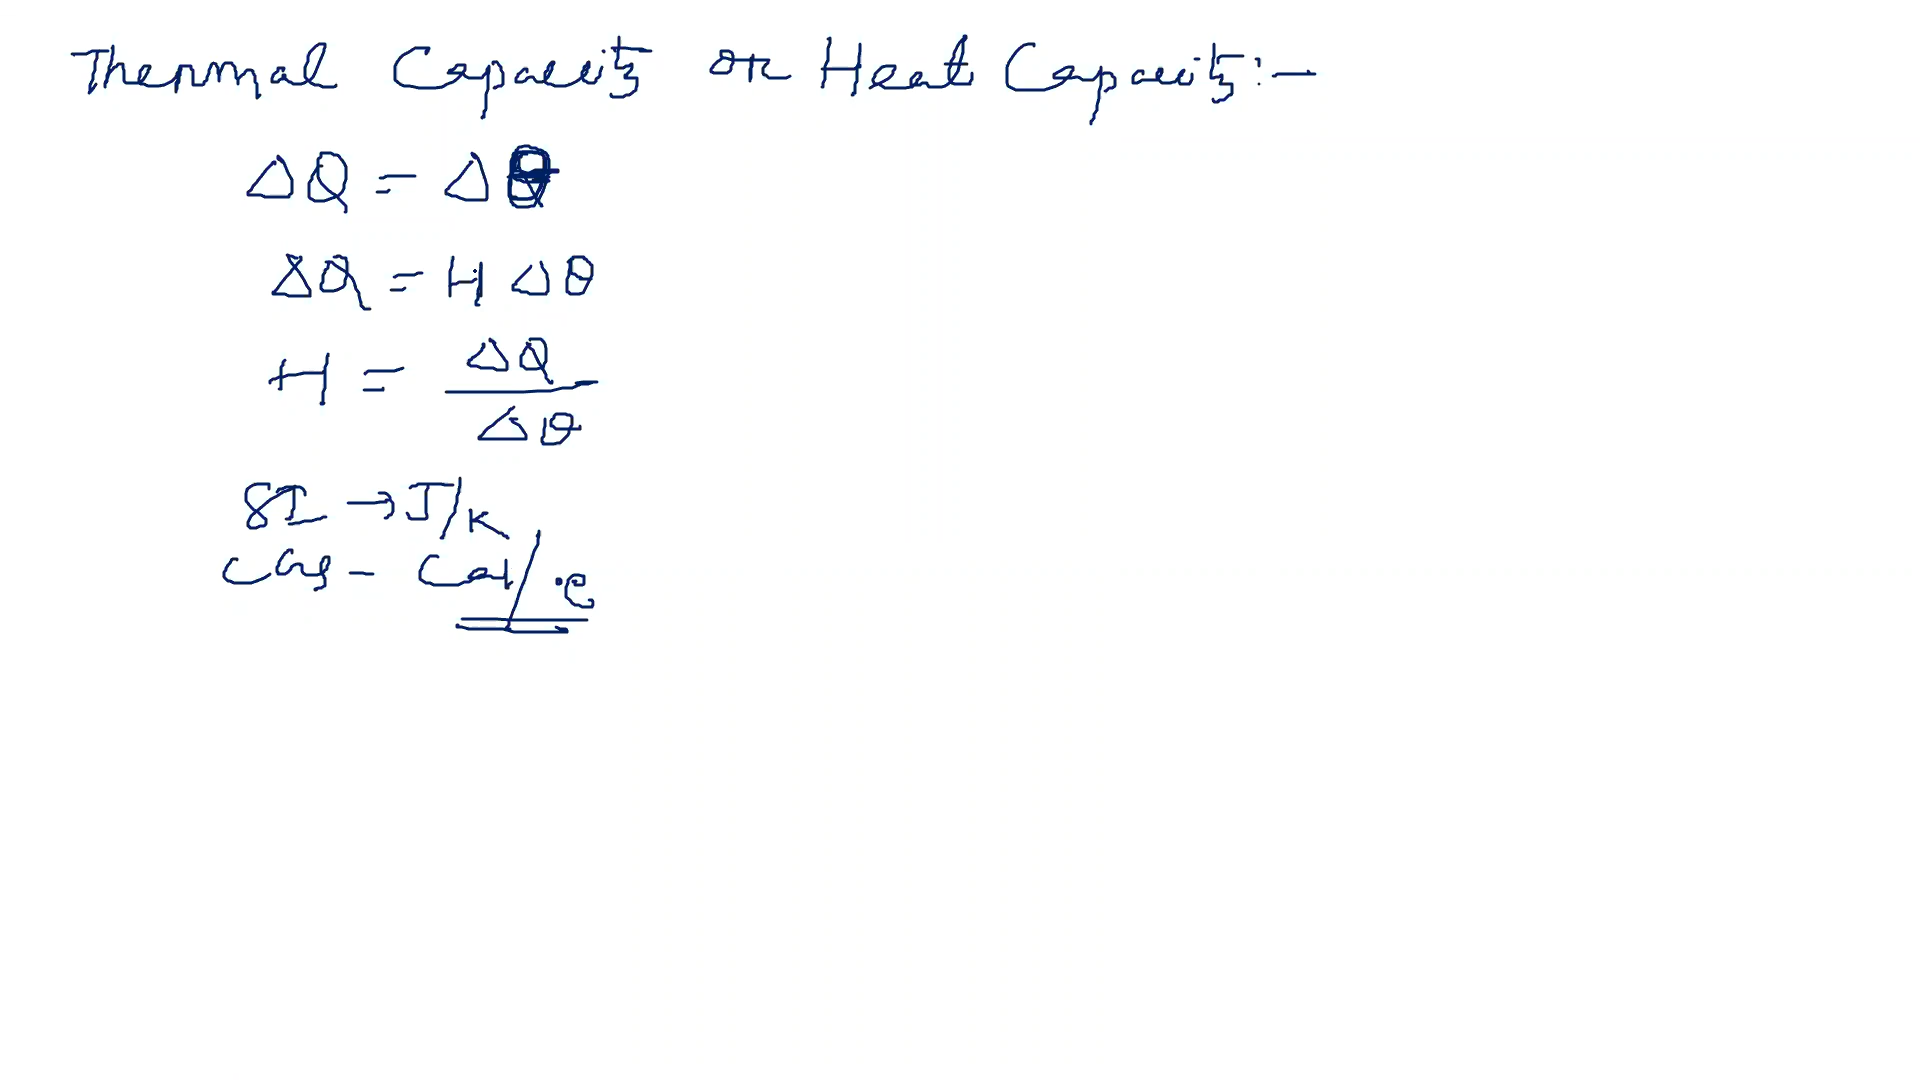 Thermal Capacity or Heat Capacity:-
ΔQ = Δθ
ΔQ = H Δθ
H = ΔQ / Δθ
SI → J/K
CGS - Cal/°C